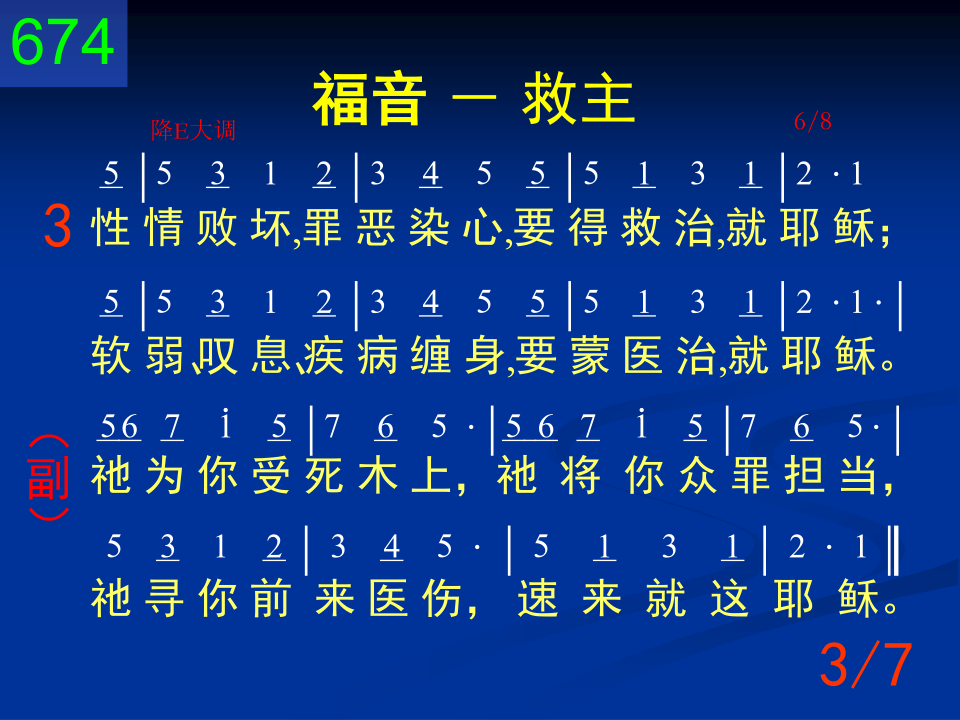 674
福音 － 救主
降E大调 6/8
5 | 5 3 1 2 | 3 4 5 5 | 5 1 3 1 | 2 · 1
3 性情败坏,罪恶染心,要得救治,就耶稣；
5 | 5 3 1 2 | 3 4 5 5 | 5 1 3 1 | 2 · 1 · |
软弱、叹息、疾病缠身,要蒙医治,就耶稣。
56 7 i 5 | 7 6 5 · | 5 6 7 i 5 | 7 6 5 · |
（副） 祂为你受死木上，祂将你众罪担当，
5 3 1 2 | 3 4 5 · | 5 1 3 1 | 2 · 1 ‖
祂寻你前来医伤，速来就这耶稣。
3/7